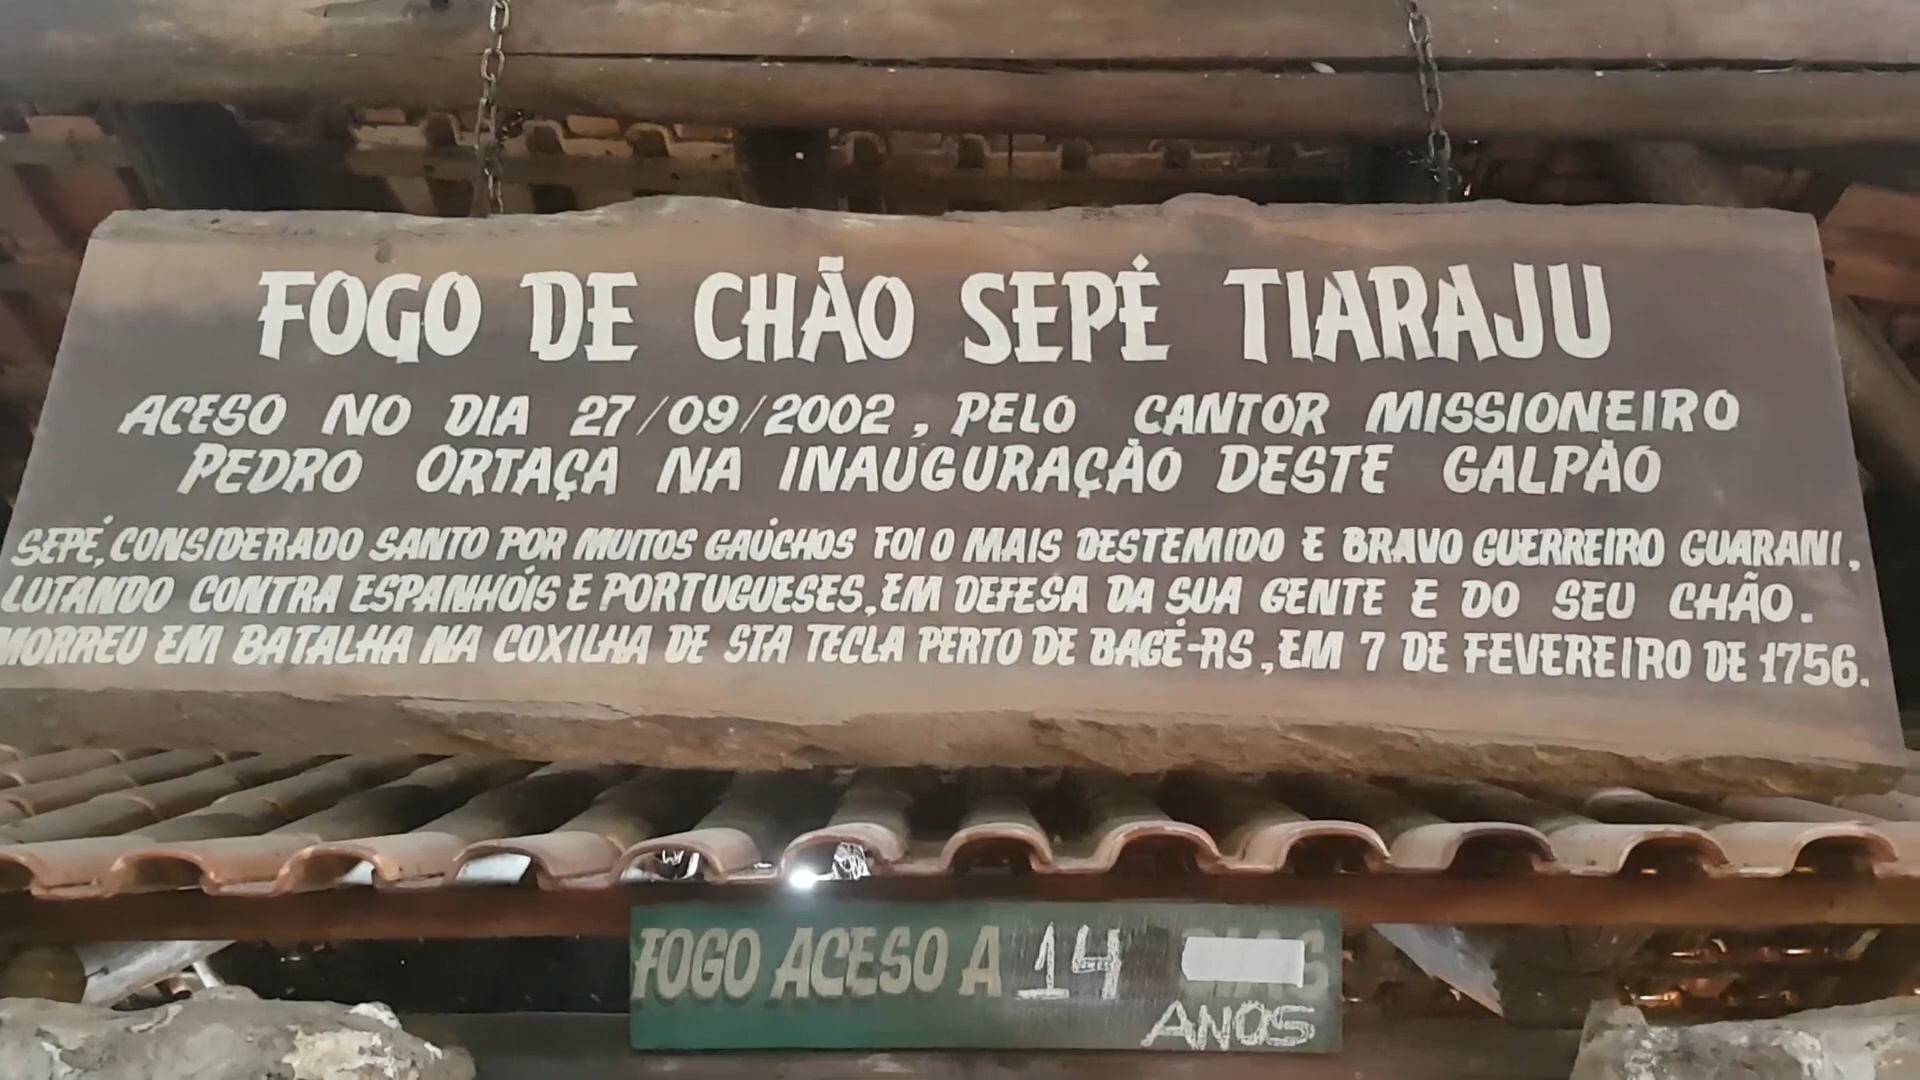 FOGO DE CHÃO SEPÉ TIARAJU
ACESO NO DIA 27/09/2002, PELO CANTOR MISSIONEIRO
PEDRO ORTAÇA NA INAUGURAÇÃO DESTE GALPÃO
SEPÉ, CONSIDERADO SANTO POR MUITOS GAÚCHOS FOI O MAIS DESTEMIDO E BRAVO GUERREIRO GUARANI,
LUTANDO CONTRA ESPANHÓIS E PORTUGUESES, EM DEFESA DA SUA GENTE E DO SEU CHÃO.
MORREU EM BATALHA NA COXILHA DE STA TECLA PERTO DE BAGÉ-RS, EM 7 DE FEVEREIRO DE 1756.
FOGO ACESO A 14
ANOS